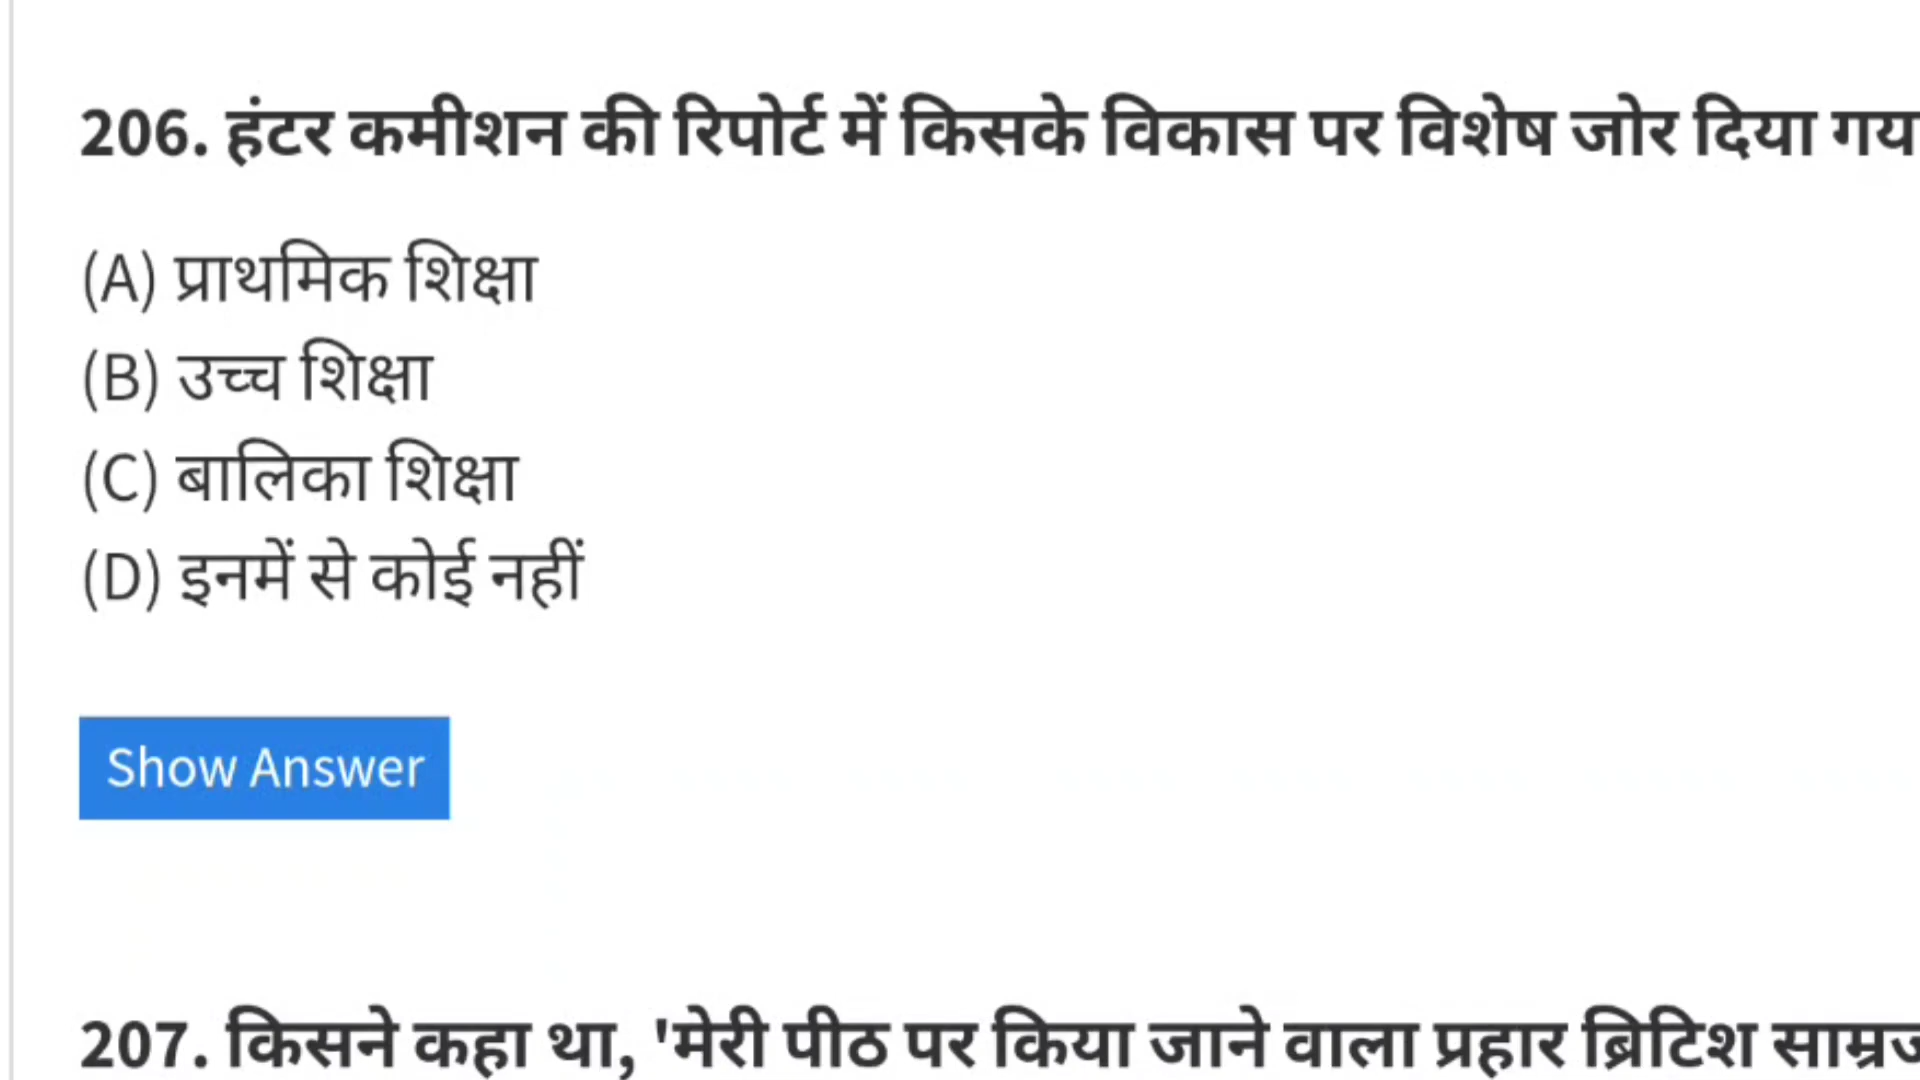 206. हंटर कमीशन की रिपोर्ट में किसके विकास पर विशेष जोर दिया गय
(A) प्राथमिक शिक्षा
(B) उच्च शिक्षा
(C) बालिका शिक्षा
(D) इनमें से कोई नहीं
Show Answer
207. किसने कहा था, 'मेरी पीठ पर किया जाने वाला प्रहार ब्रिटिश